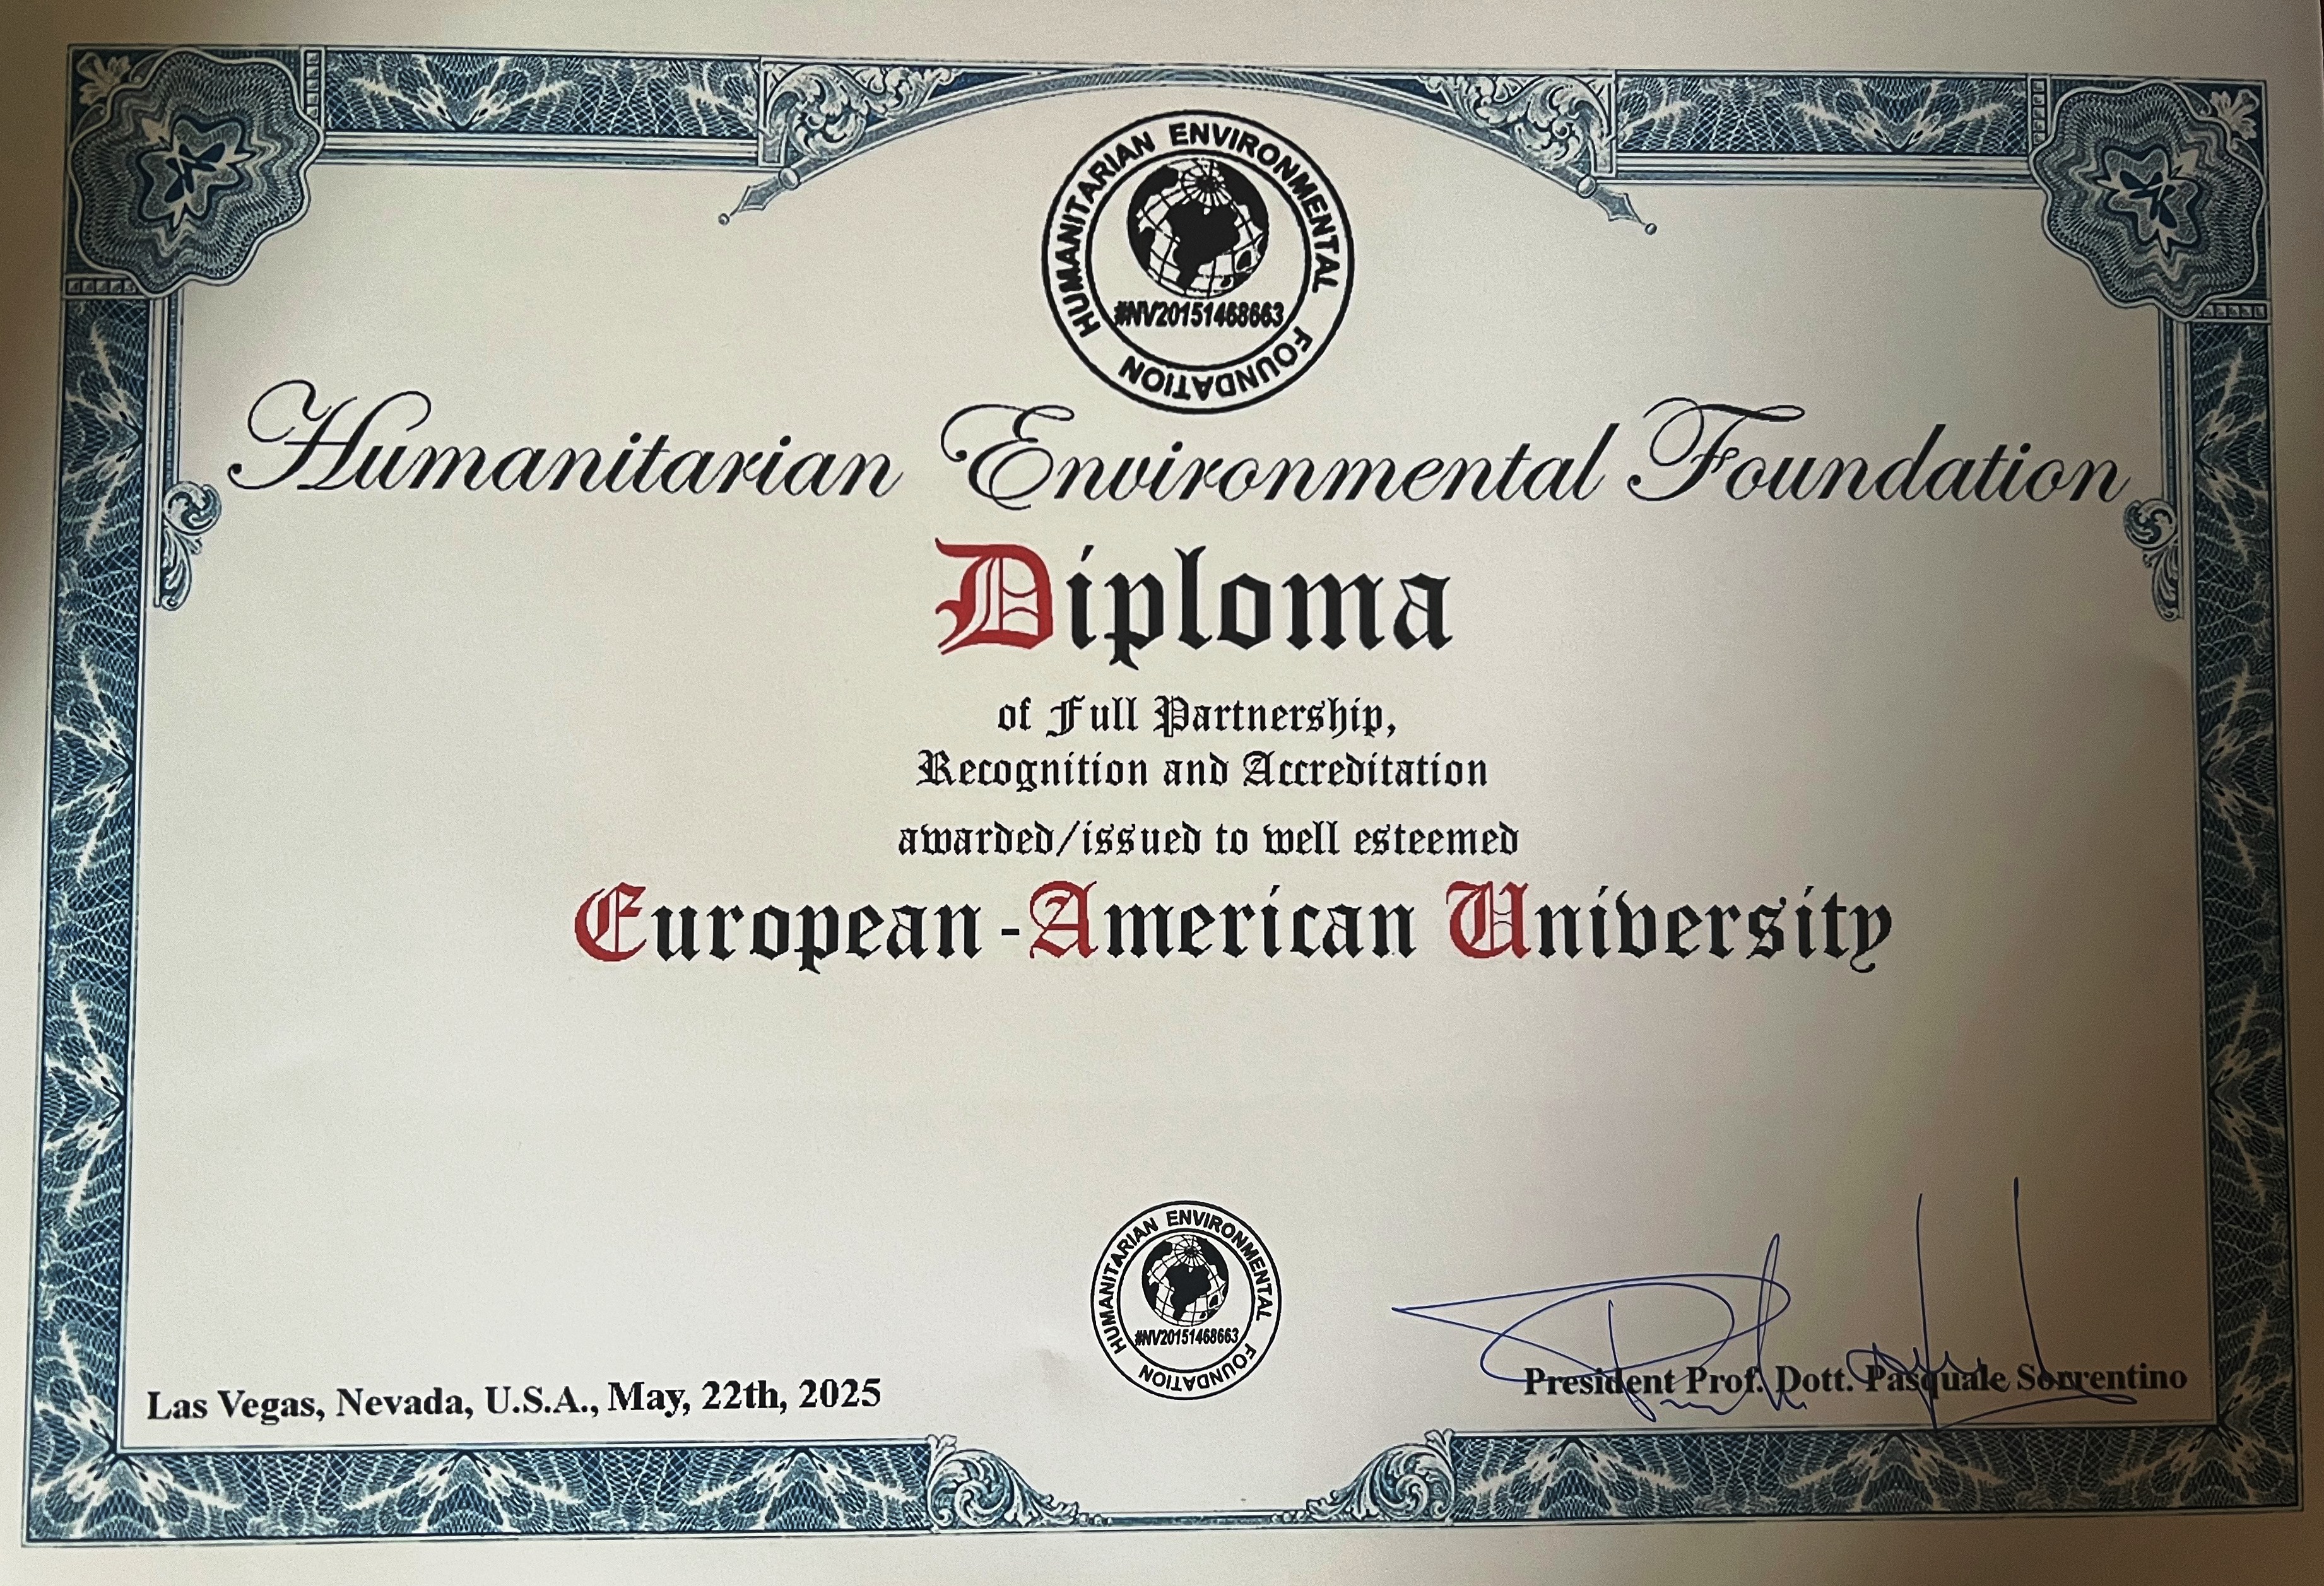 HUMANITARIAN ENVIRONMENTAL FOUNDATION
#NV20151468663
Humanitarian Environmental Foundation
Diploma
of Full Partnership,
Recognition and Accreditation
awarded/issued to well esteemed
European-American University
HUMANITARIAN ENVIRONMENTAL FOUNDATION
#NV20151468663
Las Vegas, Nevada, U.S.A., May, 22th, 2025
President Prof. Dott. Pasquale Sorrentino